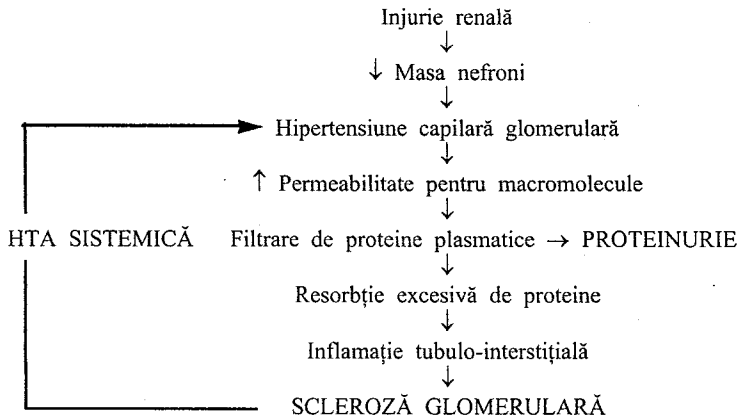 Injurie renală
↓
↓ Masa nefroni
↓
Hipertensiune capilară glomerulară
↓
↑ Permeabilitate pentru macromolecule
↓
HTA SISTEMICĂ Filtrare de proteine plasmatice → PROTEINURIE
↓
Resorbție excesivă de proteine
↓
Inflamație tubulo-interstițială
↓
SCLEROZĂ GLOMERULARĂ